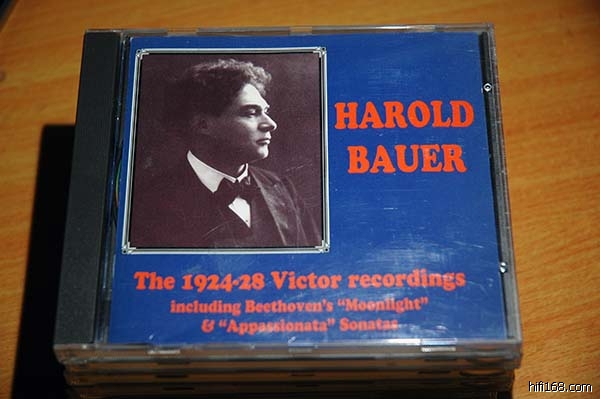 HAROLD
BAUER
The 1924-28 Victor recordings
including Beethoven's "Moonlight"
& "Appassionata" Sonatas
hifi168.com